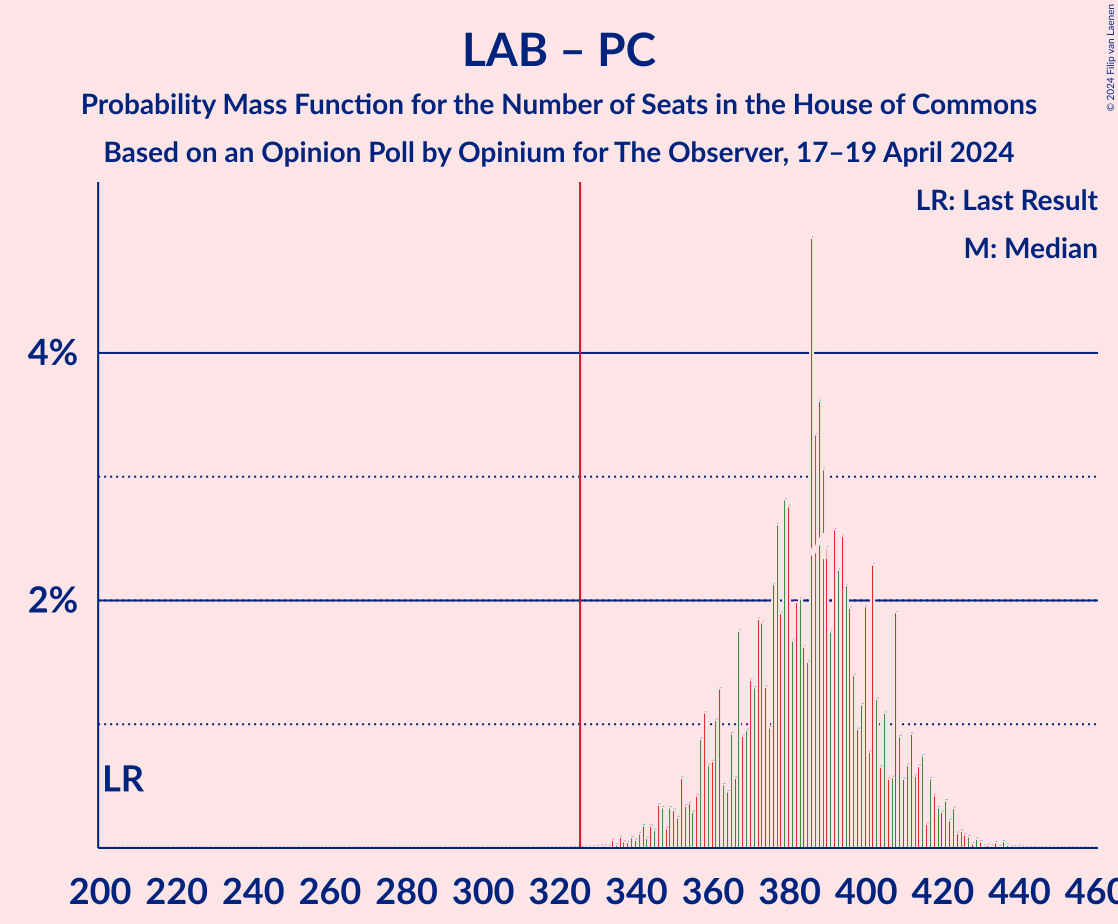 LAB – PC
Probability Mass Function for the Number of Seats in the House of Commons
Based on an Opinion Poll by Opinium for The Observer, 17–19 April 2024
© 2024 Filip van Laenen
LR: Last Result
M: Median
4%
2%
LR
200 220 240 260 280 300 320 340 360 380 400 420 440 460